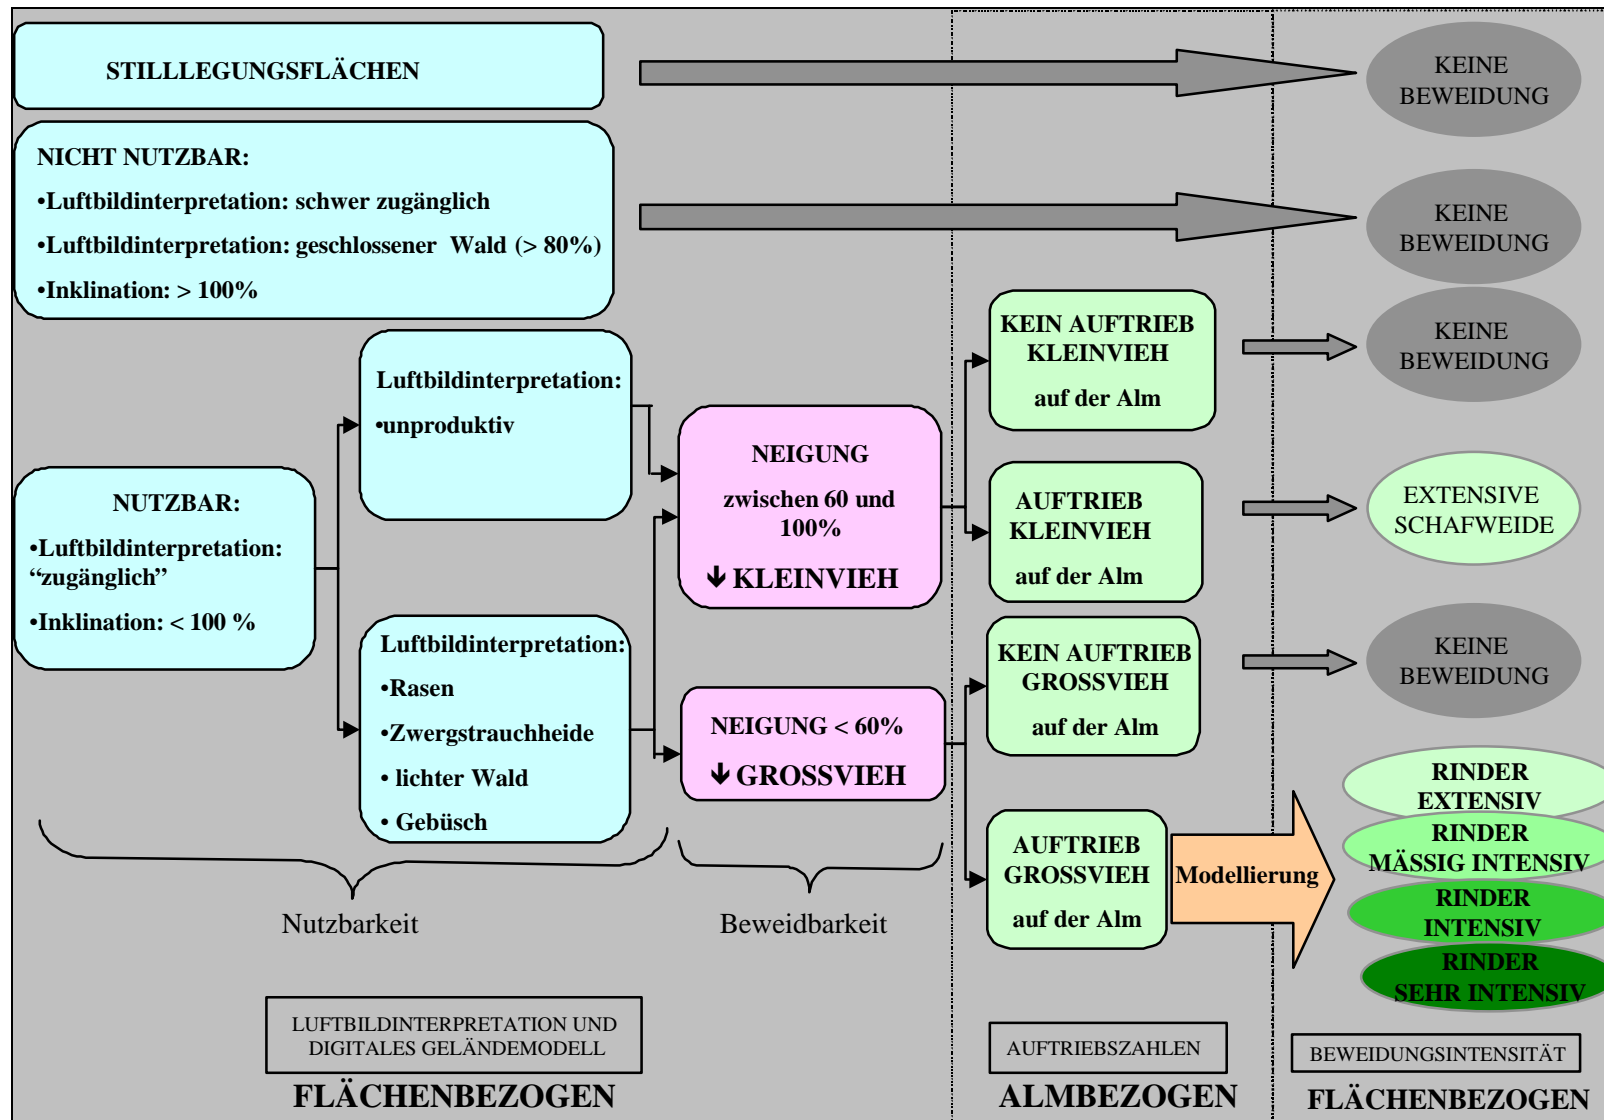 STILLLEGUNGSFLÄCHEN
KEINE
BEWEIDUNG
NICHT NUTZBAR:
•Luftbildinterpretation: schwer zugänglich
•Luftbildinterpretation: geschlossener Wald (> 80%)
•Inklination: > 100%
KEINE
BEWEIDUNG
NUTZBAR:
•Luftbildinterpretation:
“zugänglich”
•Inklination: < 100 %
Luftbildinterpretation:
•unproduktiv
Luftbildinterpretation:
•Rasen
•Zwergstrauchheide
• lichter Wald
• Gebüsch
NEIGUNG
zwischen 60 und
100%
↓ KLEINVIEH
NEIGUNG < 60%
↓ GROSSVIEH
KEIN AUFTRIEB
KLEINVIEH
auf der Alm
KEINE
BEWEIDUNG
AUFTRIEB
KLEINVIEH
auf der Alm
EXTENSIVE
SCHAFWEIDE
KEIN AUFTRIEB
GROSSVIEH
auf der Alm
KEINE
BEWEIDUNG
AUFTRIEB
GROSSVIEH
auf der Alm
Modellierung
RINDER
EXTENSIV
RINDER
MÄSSIG INTENSIV
RINDER
INTENSIV
RINDER
SEHR INTENSIV
Nutzbarkeit
Beweidbarkeit
LUFTBILDINTERPRETATION UND
DIGITALES GELÄNDEMODELL
FLÄCHENBEZOGEN
AUFTRIEBSZAHLEN
ALMBEZOGEN
BEWEIDUNGSINTENSITÄT
FLÄCHENBEZOGEN